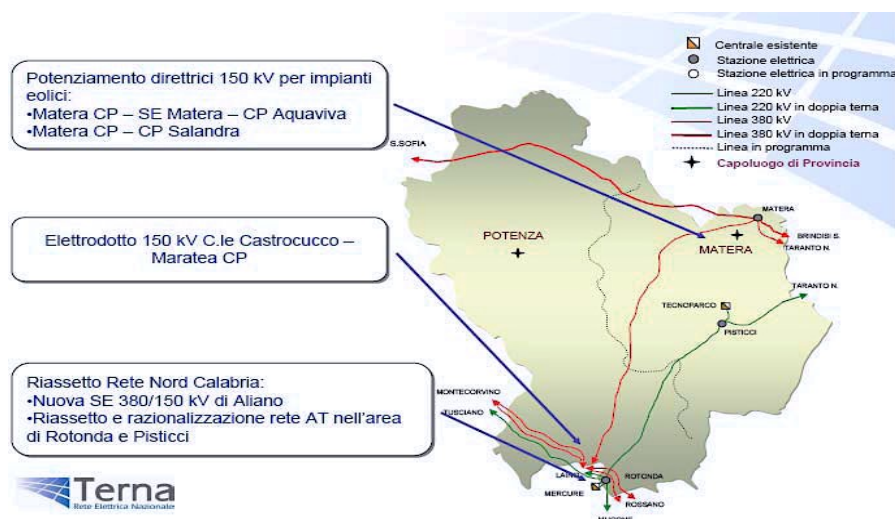 Potenziamento direttrici 150 kV per impianti
eolici:
•Matera CP – SE Matera – CP Aquaviva
•Matera CP – CP Salandra
Elettrodotto 150 kV C.le Castrocucco –
Maratea CP
Riassetto Rete Nord Calabria:
•Nuova SE 380/150 kV di Aliano
•Riassetto e razionalizzazione rete AT nell'area
di Rotonda e Pisticci
Terna
Rete Elettrica Nazionale
Centrale esistente
Stazione elettrica
Stazione elettrica in programma
Linea 220 kV
Linea 220 kV in doppia terna
Linea 380 kV
Linea 380 kV in doppia terna
Linea in programma
Capoluogo di Provincia
S.SOFIA
MATERA
POTENZA
MATERA
BRINDISI S.
TARANTO N.
TARANTO N.
TECNOPARCO
PISTICCI
MONTECORVINO
TUSCIANO
ROTONDA
MERCURE
ROSSANO